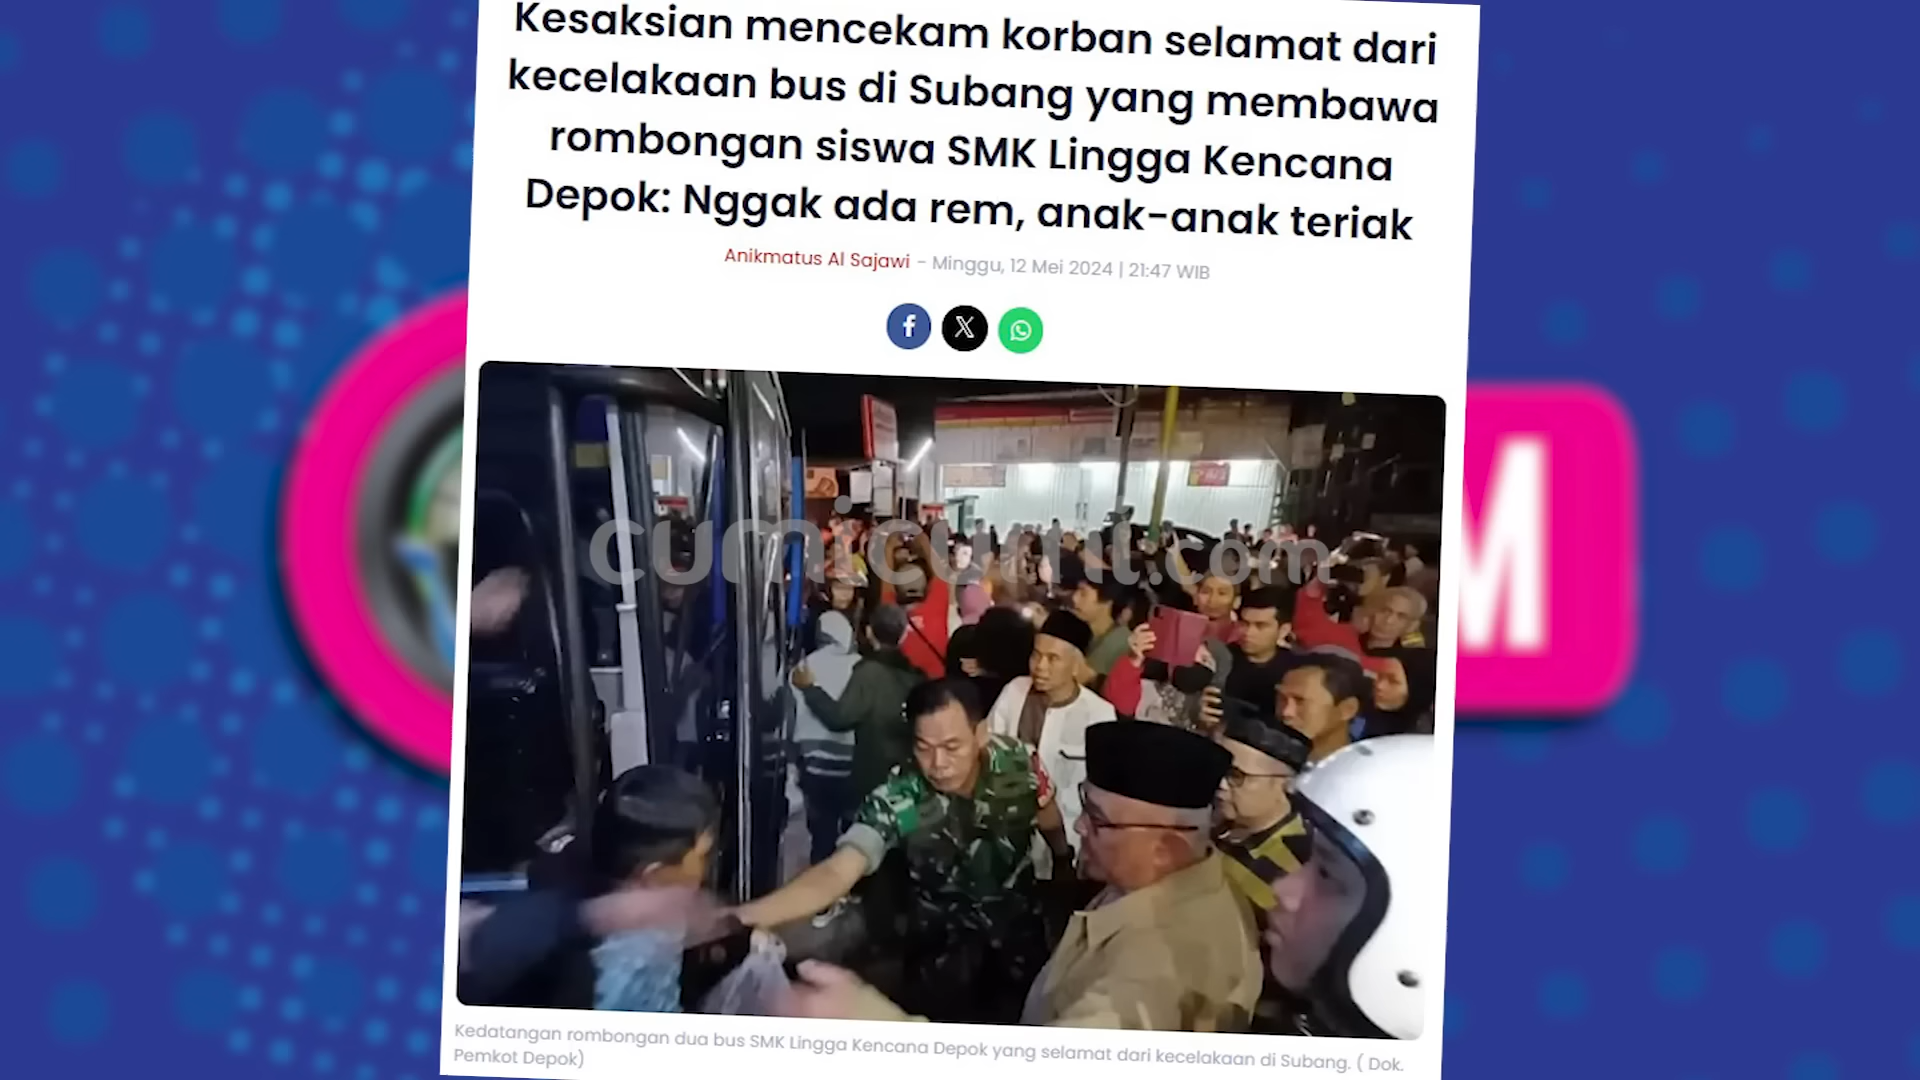 Kesaksian mencekam korban selamat dari
kecelakaan bus di Subang yang membawa
rombongan siswa SMK Lingga Kencana
Depok: Nggak ada rem, anak-anak teriak
Anikmatus Al Sajawi - Minggu, 12 Mei 2024 | 21:47 WIB
cumicumi.com
M
Kedatangan rombongan dua bus SMK Lingga Kencana Depok yang selamat dari kecelakaan di Subang. ( Dok.
Pemkot Depok)